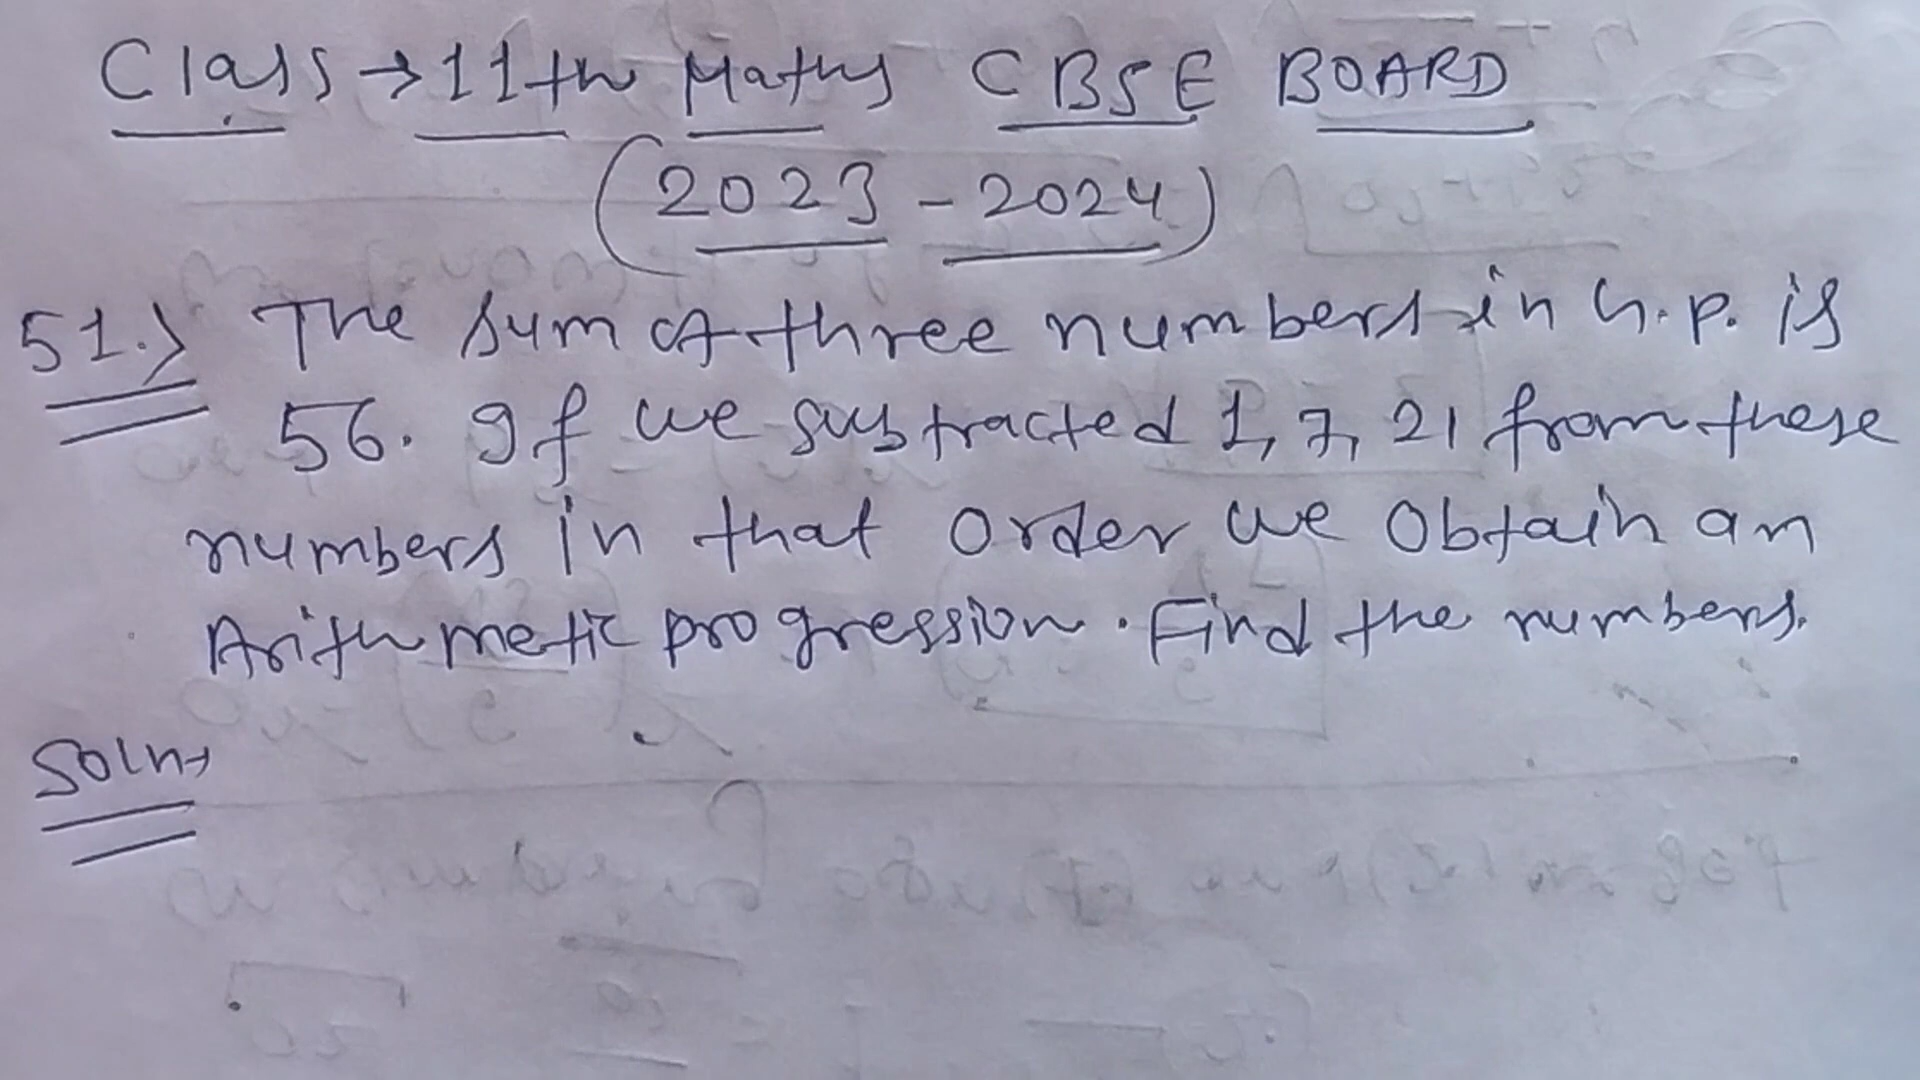 Class → 11th Maths CBSE BOARD
(2023 - 2024)
51.) The sum of three numbers in G.P. is
56. If we subtracted 1, 7, 21 from these
numbers in that order we obtain an
Arithmetic progression. Find the numbers.
Soln→